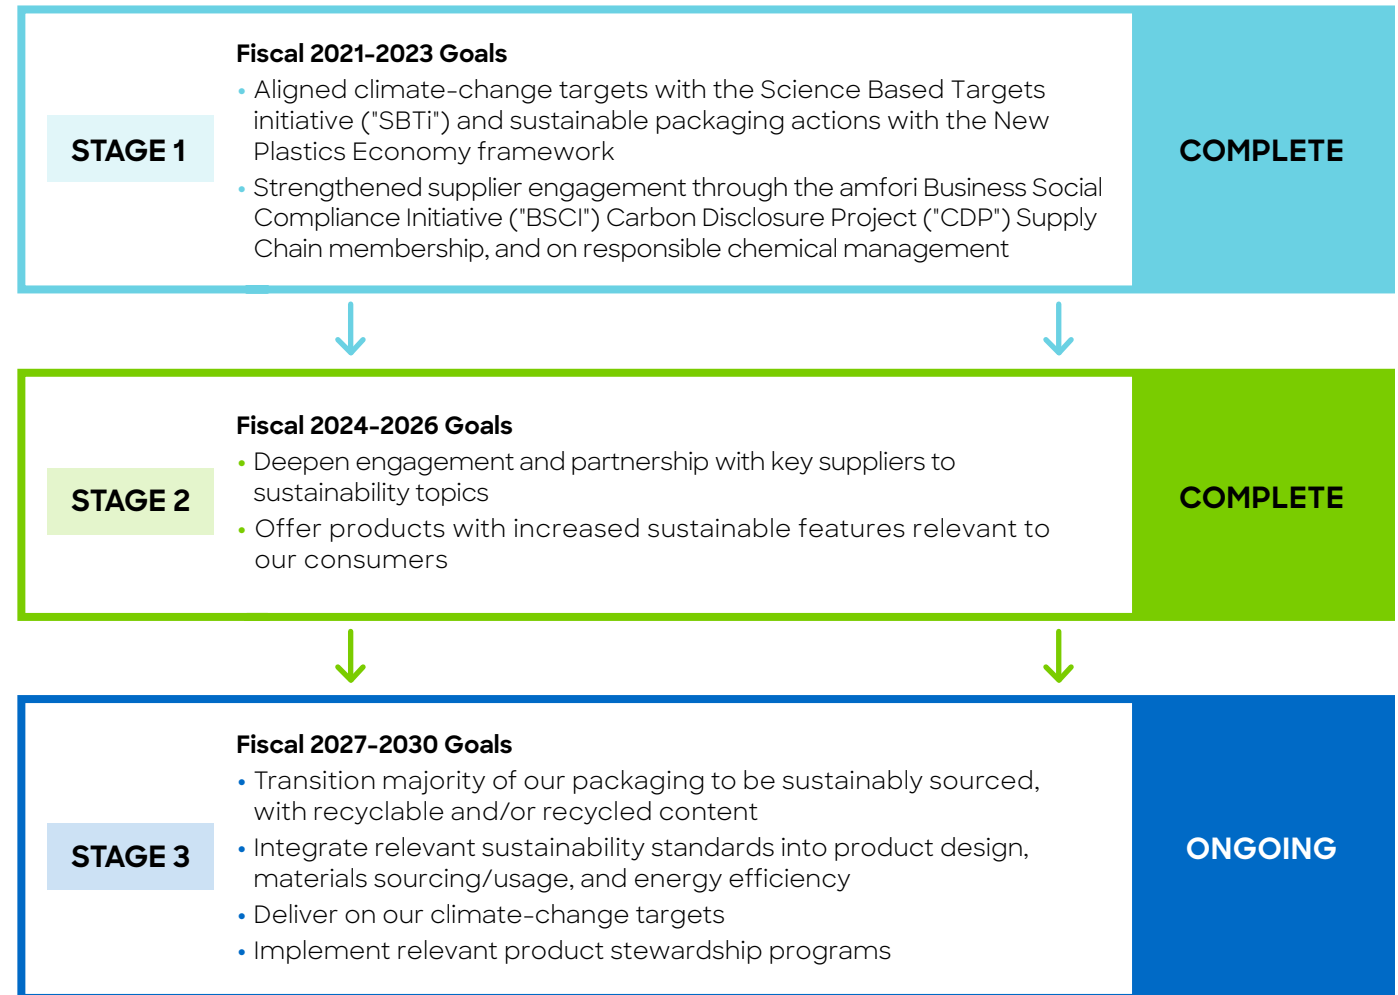 Fiscal 2021-2023 Goals
• Aligned climate-change targets with the Science Based Targets
initiative ("SBTi") and sustainable packaging actions with the New
Plastics Economy framework
STAGE 1
COMPLETE
• Strengthened supplier engagement through the amfori Business Social
Compliance Initiative ("BSCI") Carbon Disclosure Project ("CDP") Supply
Chain membership, and on responsible chemical management
Fiscal 2024-2026 Goals
• Deepen engagement and partnership with key suppliers to
sustainability topics
STAGE 2
COMPLETE
• Offer products with increased sustainable features relevant to
our consumers
Fiscal 2027-2030 Goals
• Transition majority of our packaging to be sustainably sourced,
with recyclable and/or recycled content
STAGE 3
ONGOING
• Integrate relevant sustainability standards into product design,
materials sourcing/usage, and energy efficiency
• Deliver on our climate-change targets
• Implement relevant product stewardship programs